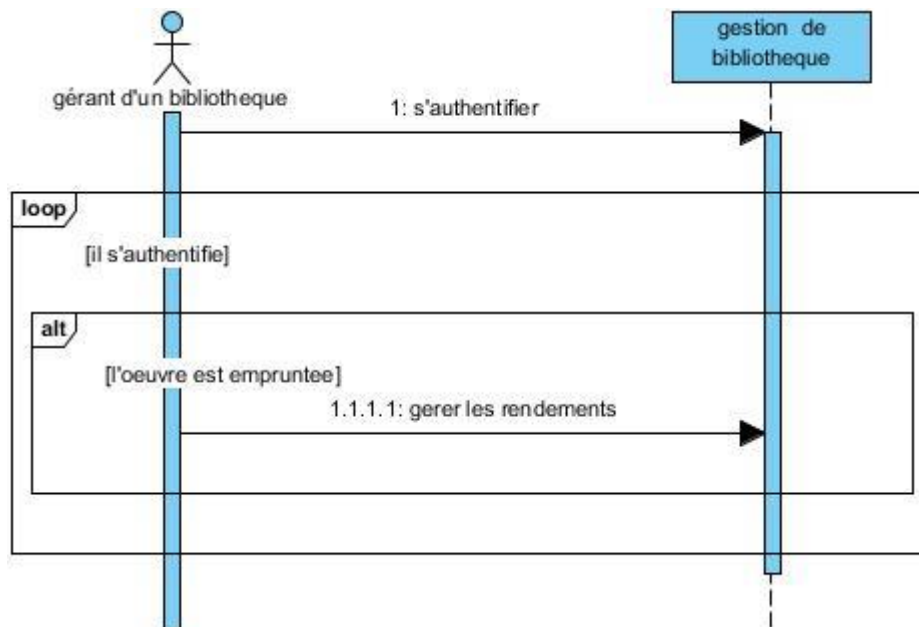 gestion de
bibliotheque
gérant d'un bibliotheque
1: s'authentifier
loop
[il s'authentifie]
alt
[l'oeuvre est empruntee]
1.1.1.1: gerer les rendements